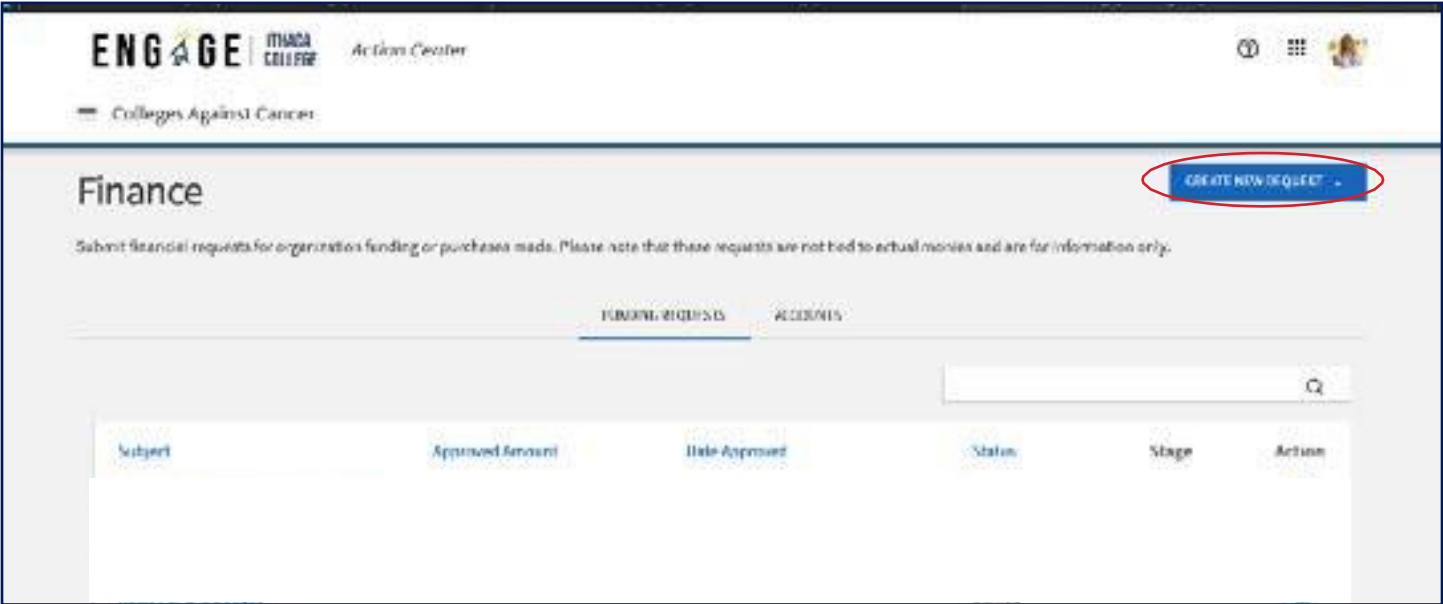 ENGAGE ITHACA COLLEGE Action Center
Colleges Against Cancer
Finance
CREATE NEW REQUEST
Submit financial requests for organization funding or purchases made. Please note that these requests are not tied to actual monies and are for information only.
FUNDING REQUESTS ACCOUNTS
Subject Approved Amount Date Approved Status Stage Action